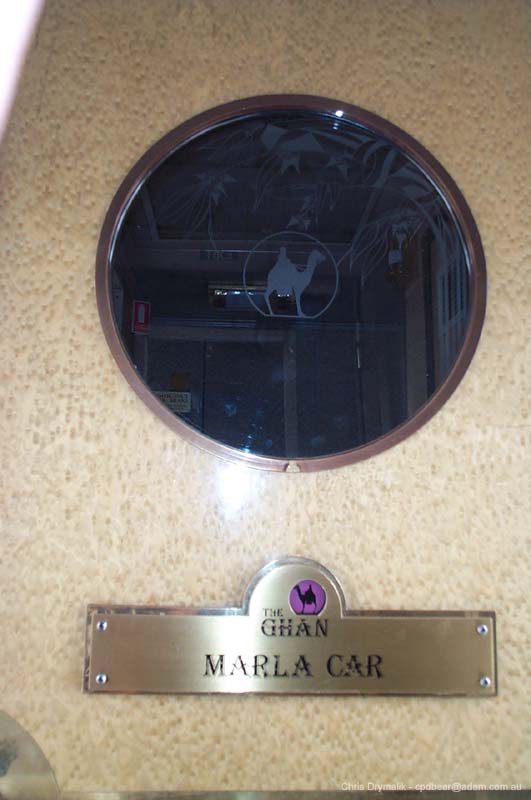 THE
GHAN
MARLA CAR
Chris Drymalik - cpdbear@adam.com.au